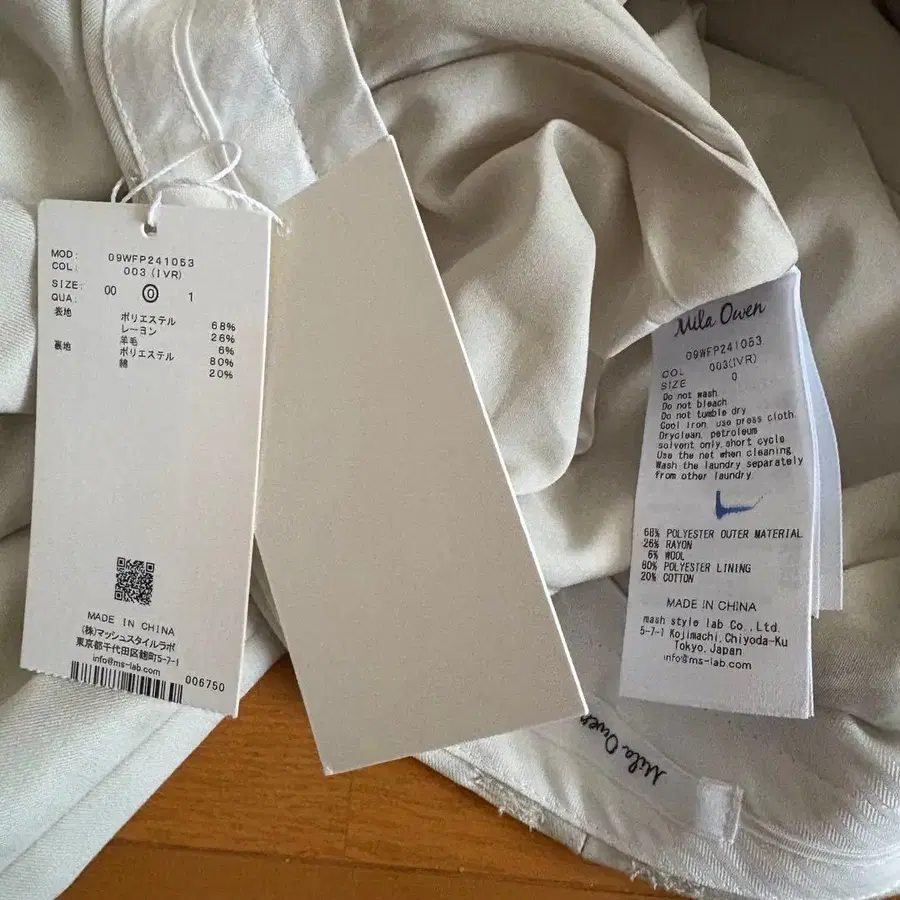 MOD: 09WFP241053
COL: 003(IVR)
SIZE: 00 0 1
QUA:
表地 ポリエステル 68%
レーヨン 26%
羊毛 6%
裏地 ポリエステル 80%
綿 20%
MADE IN CHINA
(株)マッシュスタイルラボ
東京都千代田区麹町5-7-1
info@ms-lab.com
006750
Mila Owen
09WFP241053
COL 003(IVR)
SIZE 0
Do not wash
Do not bleach
Do not tumble dry
Cool iron use press cloth.
Dryclean, petroleum
solvent only,short cycle
Use the net when cleaning.
Wash the laundry separately
from other laundry.
68% POLYESTER OUTER MATERIAL
26% RAYON
6% WOOL
80% POLYESTER LINING
20% COTTON
MADE IN CHINA
mash style lab Co.,Ltd.
5-7-1 Kojimachi,Chiyoda-Ku
Tokyo,Japan
info@ms-lab.com
Mila Owen